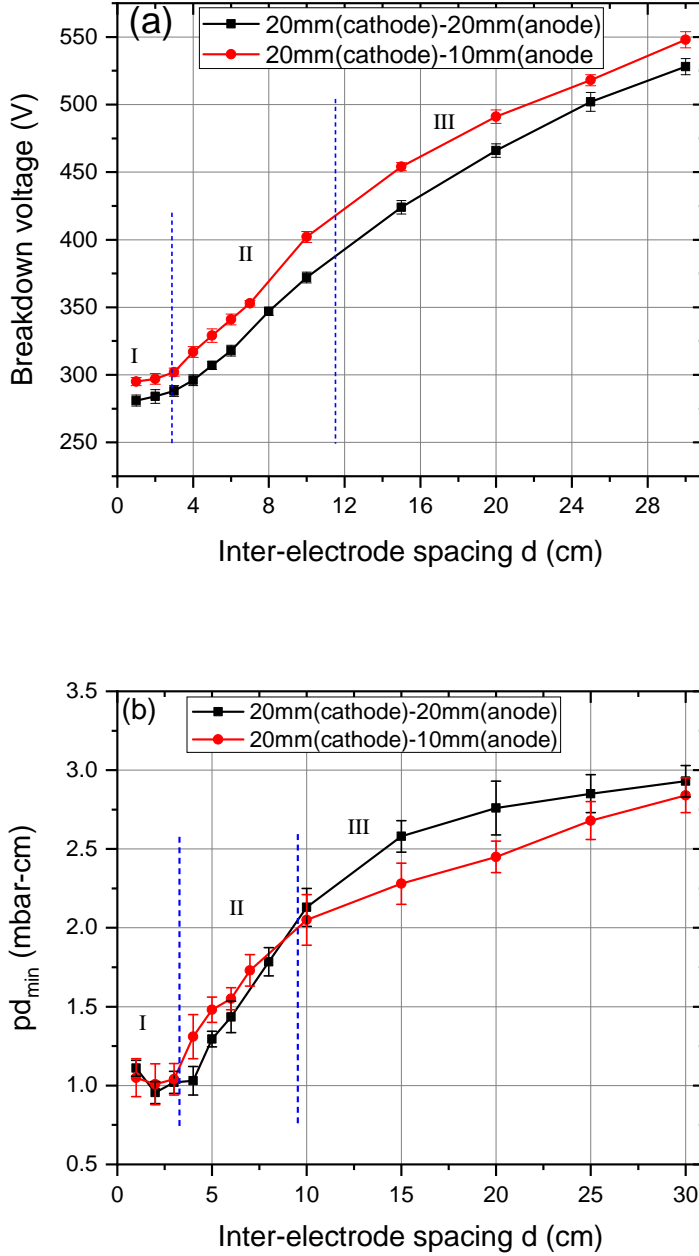 (a)
20mm(cathode)-20mm(anode)
20mm(cathode)-10mm(anode
Breakdown voltage (V)
550
500
450
400
350
300
250
I
II
III
0 4 8 12 16 20 24 28
Inter-electrode spacing d (cm)
(b)
20mm(cathode)-20mm(anode)
20mm(cathode)-10mm(anode)
pdmin (mbar-cm)
3.5
3.0
2.5
2.0
1.5
1.0
0.5
I
II
III
0 5 10 15 20 25 30
Inter-electrode spacing d (cm)